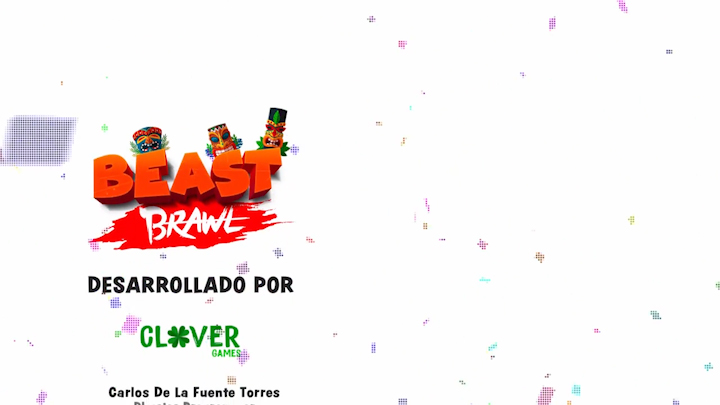 BEAST
BRAWL
DESARROLLADO POR
CLOVER
GAMES
Carlos De La Fuente Torres